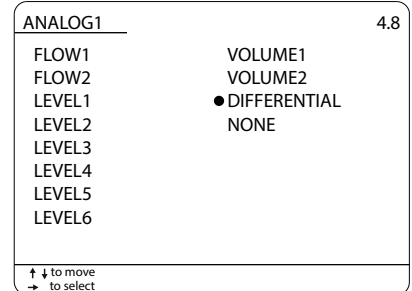 ANALOG1 4.8
FLOW1 VOLUME1
FLOW2 VOLUME2
LEVEL1 ●DIFFERENTIAL
LEVEL2 NONE
LEVEL3
LEVEL4
LEVEL5
LEVEL6
↑ ↓ to move
→ to select